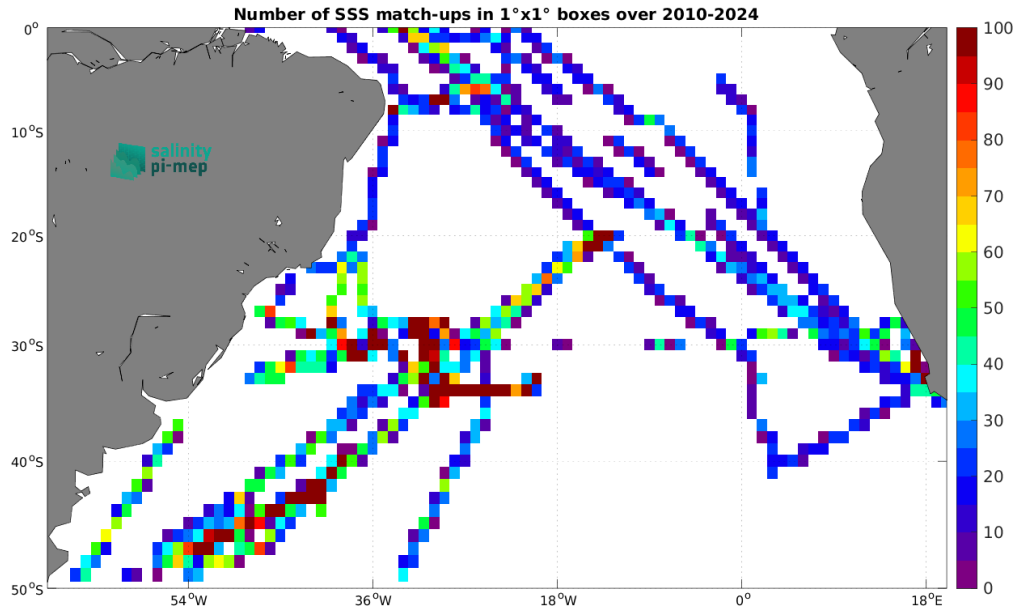 Number of SSS match-ups in 1°x1° boxes over 2010-2024
0°
10°S
20°S
30°S
40°S
50°S
54°W
36°W
18°W
0°
18°E
salinity
pi-mep
100
90
80
70
60
50
40
30
20
10
0